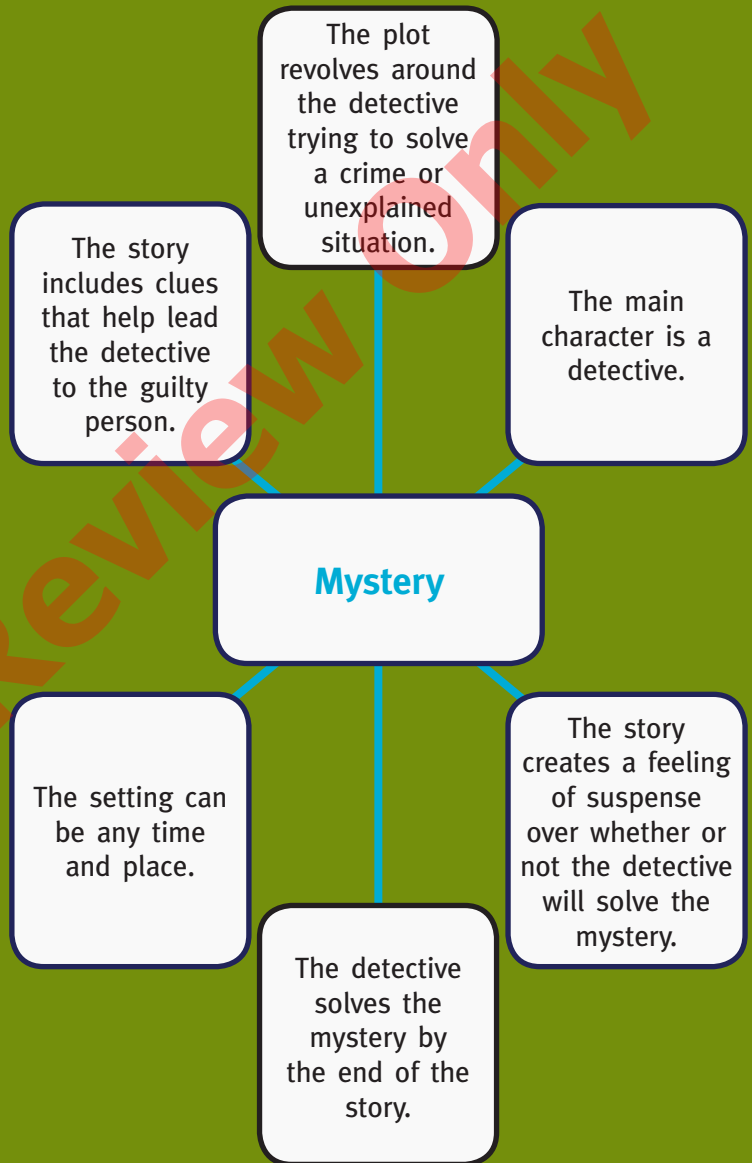 The plot
revolves around
the detective
trying to solve
a crime or
unexplained
situation.
The story
includes clues
that help lead
the detective
to the guilty
person.
The main
character is a
detective.
Mystery
The setting can
be any time
and place.
The story
creates a feeling
of suspense
over whether or
not the detective
will solve the
mystery.
The detective
solves the
mystery by
the end of the
story.
Review Only